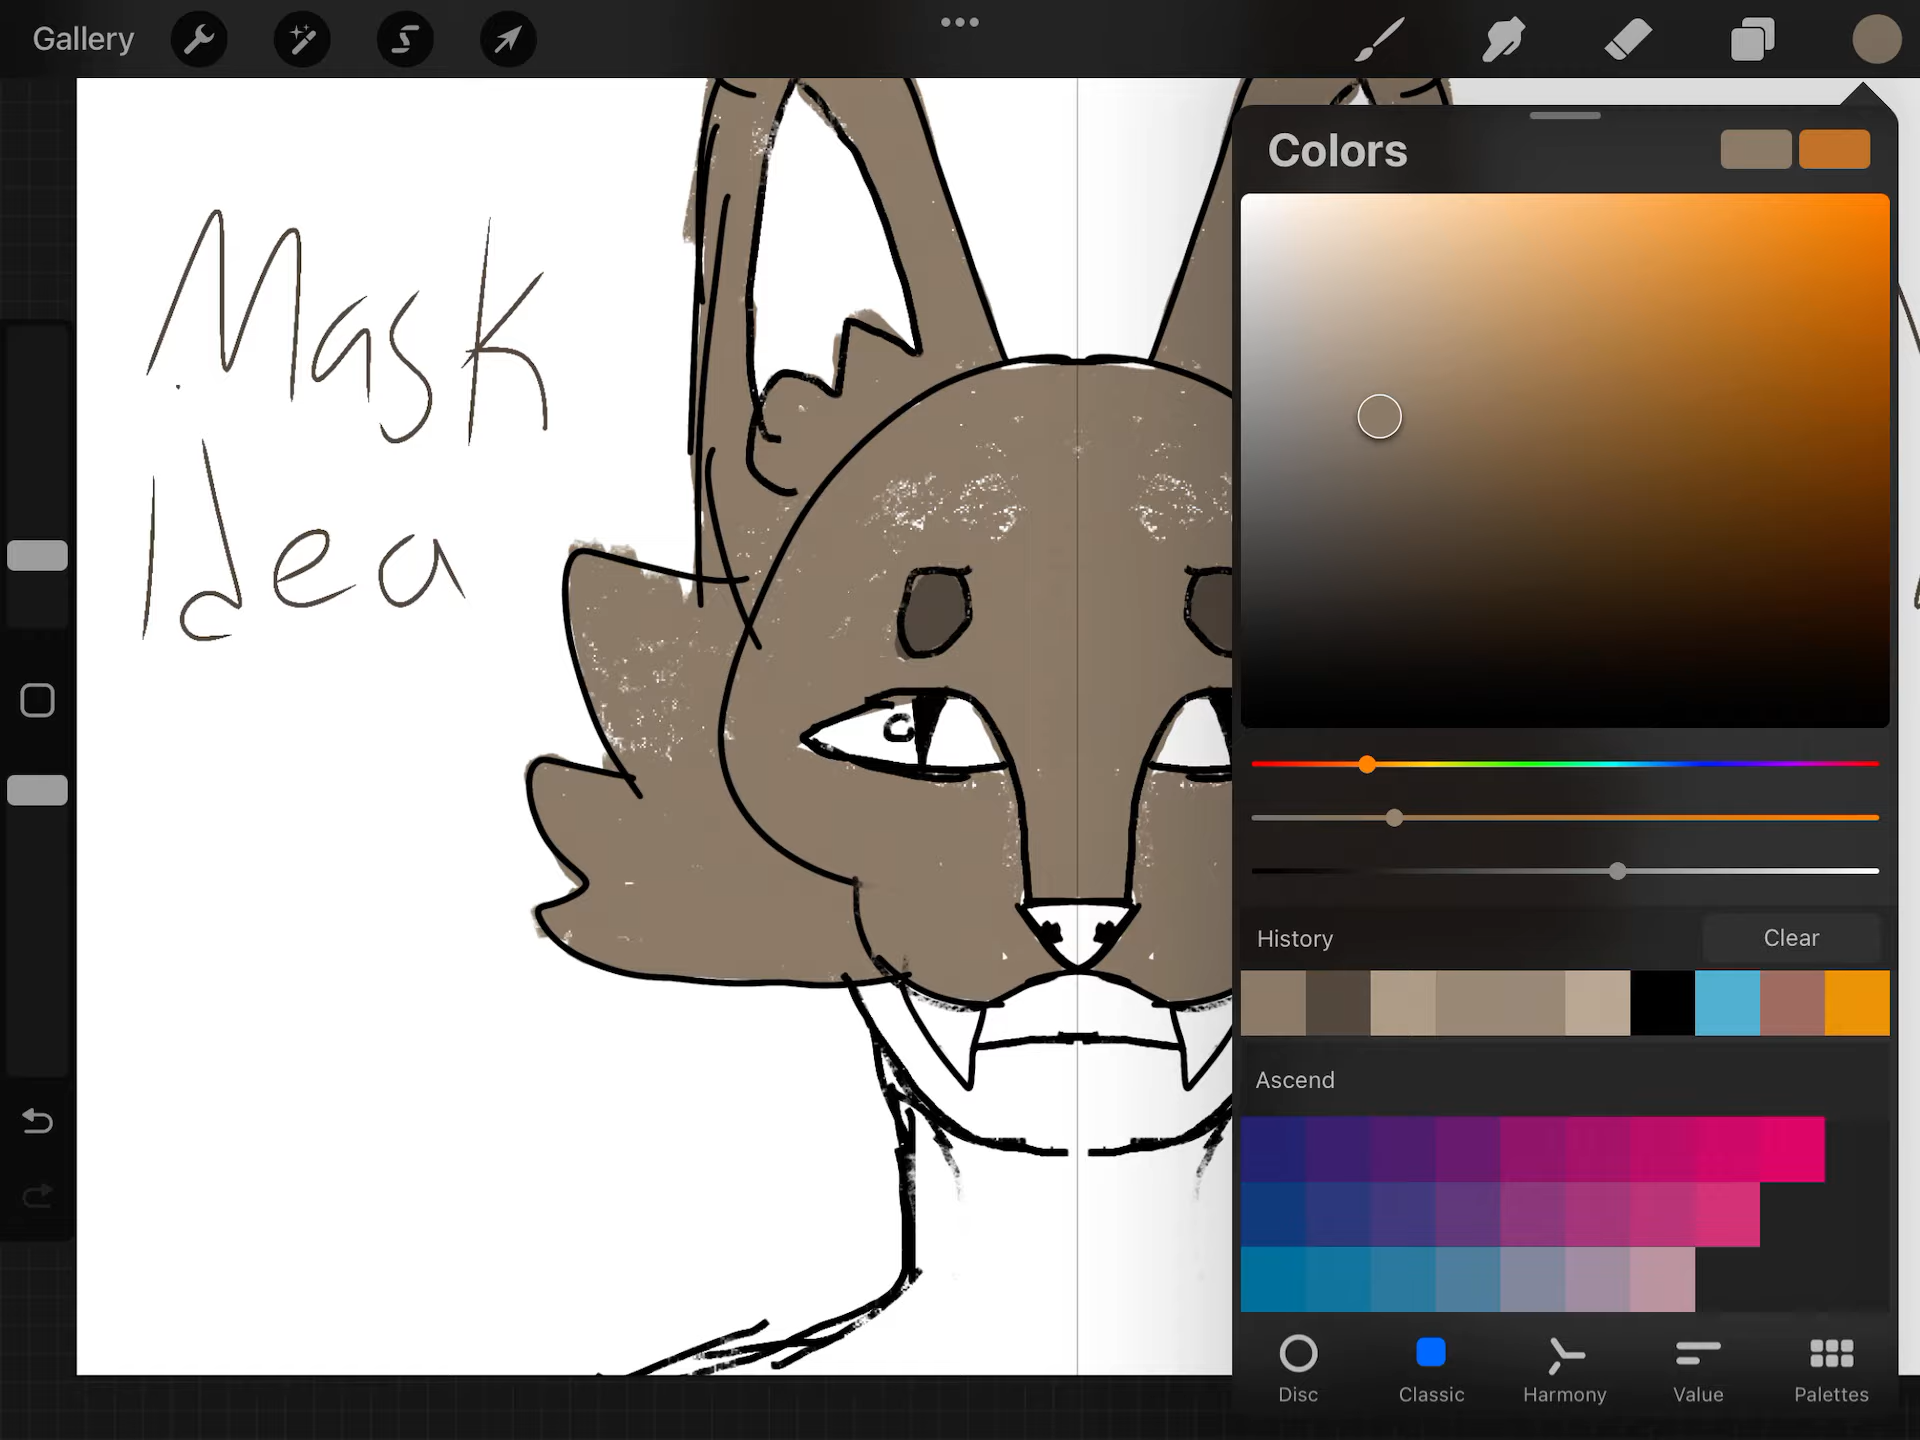 Gallery
Mask
Idea
Colors
History Clear
Ascend
Disc Classic Harmony Value Palettes